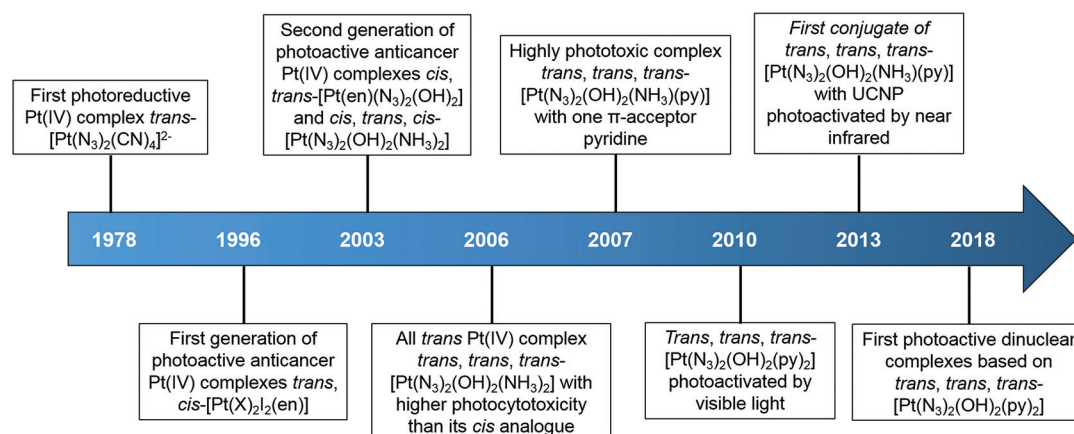 First photoreductive
Pt(IV) complex trans-
[Pt(N₃)₂(CN)₄]²⁻
Second generation of
photoactive anticancer
Pt(IV) complexes cis,
trans-[Pt(en)(N₃)₂(OH)₂]
and cis, trans, cis-
[Pt(N₃)₂(OH)₂(NH₃)₂]
Highly phototoxic complex
trans, trans, trans-
[Pt(N₃)₂(OH)₂(NH₃)(py)]
with one π-acceptor
pyridine
First conjugate of
trans, trans, trans-
[Pt(N₃)₂(OH)₂(NH₃)(py)]
with UCNP
photoactivated by near
infrared
1978 1996 2003 2006 2007 2010 2013 2018
First generation of
photoactive anticancer
Pt(IV) complexes trans,
cis-[Pt(X)₂I₂(en)]
All trans Pt(IV) complex
trans, trans, trans-
[Pt(N₃)₂(OH)₂(NH₃)₂] with
higher photocytotoxicity
than its cis analogue
Trans, trans, trans-
[Pt(N₃)₂(OH)₂(py)₂]
photoactivated by
visible light
First photoactive dinuclear
complexes based on
trans, trans, trans-
[Pt(N₃)₂(OH)₂(py)₂]